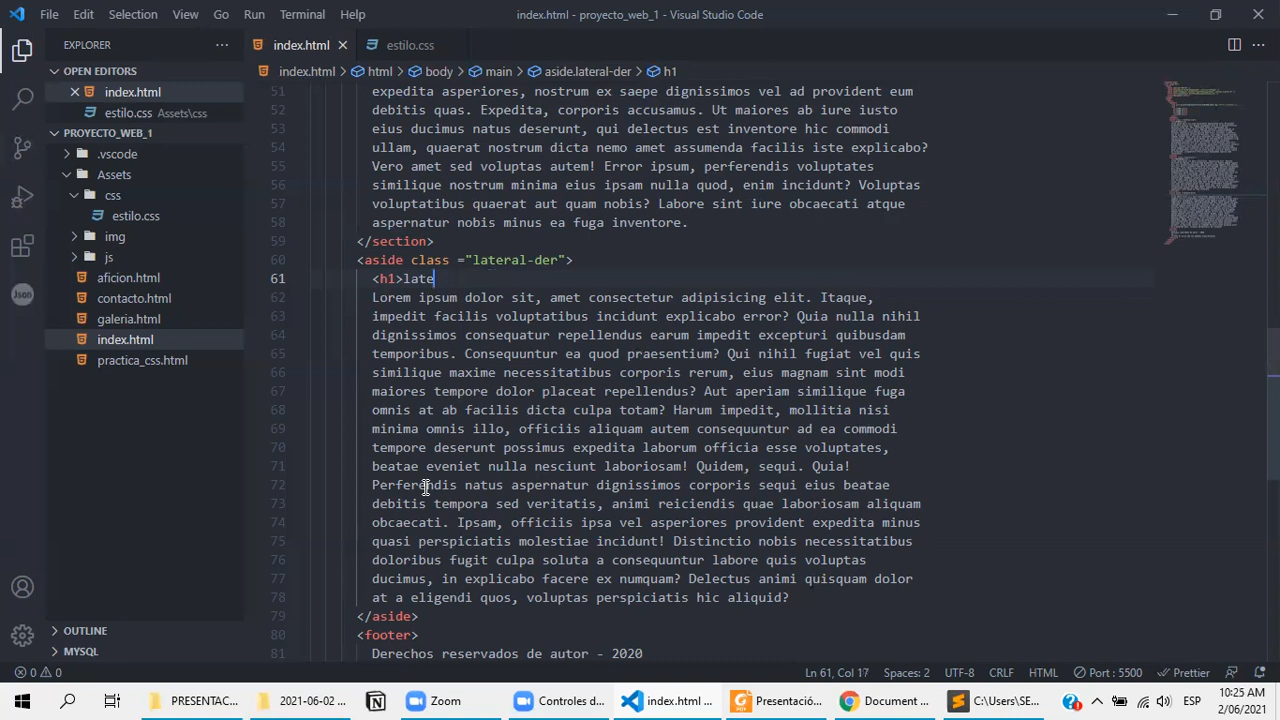 File Edit Selection View Go Run Terminal Help index.html - proyecto_web_1 - Visual Studio Code
EXPLORER ...
OPEN EDITORS
index.html
estilo.css Assets\css
PROYECTO_WEB_1
.vscode
Assets
css
estilo.css
img
js
aficion.html
contacto.html
galeria.html
index.html
practica_css.html
OUTLINE
MYSQL
index.html estilo.css
index.html > html > body > main > aside.lateral-der > h1
51 expedita asperiores, nostrum ex saepe dignissimos vel ad provident eum
52 debitis quas. Expedita, corporis accusamus. Ut maiores ab iure iusto
53 eius ducimus natus deserunt, qui delectus est inventore hic commodi
54 ullam, quaerat nostrum dicta nemo amet assumenda facilis iste explicabo?
55 Vero amet sed voluptas autem! Error ipsum, perferendis voluptates
56 similique nostrum minima eius ipsam nulla quod, enim incidunt? Voluptas
57 voluptatibus quaerat aut quam nobis? Labore sint iure obcaecati atque
58 aspernatur nobis minus ea fuga inventore.
59 </section>
60 <aside class ="lateral-der">
61 <h1>late
62 Lorem ipsum dolor sit, amet consectetur adipisicing elit. Itaque,
63 impedit facilis voluptatibus incidunt explicabo error? Quia nulla nihil
64 dignissimos consequatur repellendus earum impedit excepturi quibusdam
65 temporibus. Consequuntur ea quod praesentium? Qui nihil fugiat vel quis
66 similique maxime necessitatibus corporis rerum, eius magnam sint modi
67 maiores tempore dolor placeat repellendus? Aut aperiam similique fuga
68 omnis at ab facilis dicta culpa totam? Harum impedit, mollitia nisi
69 minima omnis illo, officiis aliquam autem consequuntur ad ea commodi
70 tempore deserunt possimus expedita laborum officia esse voluptates,
71 beatae eveniet nulla nesciunt laboriosam! Quidem, sequi. Quia!
72 Perferendis natus aspernatur dignissimos corporis sequi eius beatae
73 debitis tempora sed veritatis, animi reiciendis quae laboriosam aliquam
74 obcaecati. Ipsam, officiis ipsa vel asperiores provident expedita minus
75 quasi perspiciatis molestiae incidunt! Distinctio nobis necessitatibus
76 doloribus fugit culpa soluta a consequuntur labore quis voluptas
77 ducimus, in explicabo facere ex numquam? Delectus animi quisquam dolor
78 at a eligendi quos, voluptas perspiciatis hic aliquid?
79 </aside>
80 <footer>
81 Derechos reservados de autor - 2020
0 0 Ln 61, Col 17 Spaces: 2 UTF-8 CRLF HTML Port : 5500 Prettier
PRESENTAC... 2021-06-02 ... Zoom Controles d... index.html - ... Presentació... Document ... C:\Users\SE... ESP 10:25 AM
2/06/2021